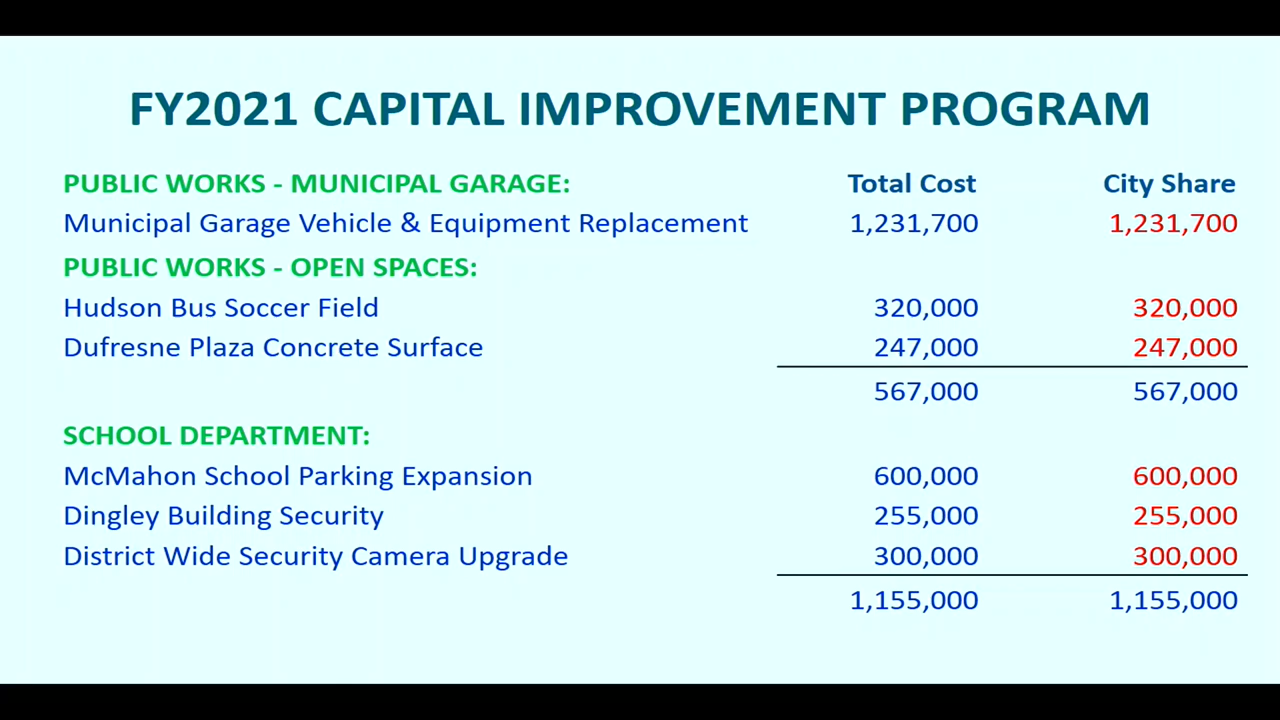 FY2021 CAPITAL IMPROVEMENT PROGRAM
PUBLIC WORKS - MUNICIPAL GARAGE: Total Cost City Share
Municipal Garage Vehicle & Equipment Replacement 1,231,700 1,231,700
PUBLIC WORKS - OPEN SPACES:
Hudson Bus Soccer Field 320,000 320,000
Dufresne Plaza Concrete Surface 247,000 247,000
567,000 567,000
SCHOOL DEPARTMENT:
McMahon School Parking Expansion 600,000 600,000
Dingley Building Security 255,000 255,000
District Wide Security Camera Upgrade 300,000 300,000
1,155,000 1,155,000